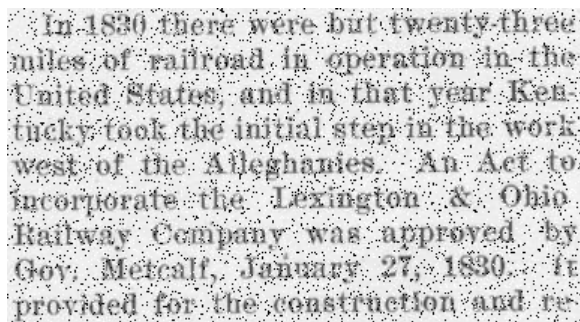 In 1830 there were but twenty-three
miles of railroad in operation in the
United States, and in that year Ken-
tucky took the initial step in the work
west of the Alleghanies. An Act to
incorporate the Lexington & Ohio
Railway Company was approved by
Gov. Metcalf, January 27, 1830. It
provided for the construction and re-